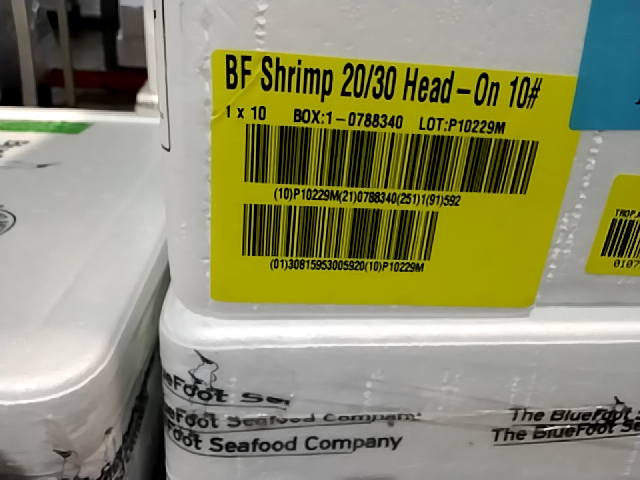 BF Shrimp 20/30 Head-On 10#
1 x 10 BOX:1-0788340 LOT:P10229M
(10)P10229M(21)0788340(251)1(91)592
(01)30815953005920(10)P10229M
Seafood Company
Foot Seafood Company
The BlueFoot
The BlueFoot